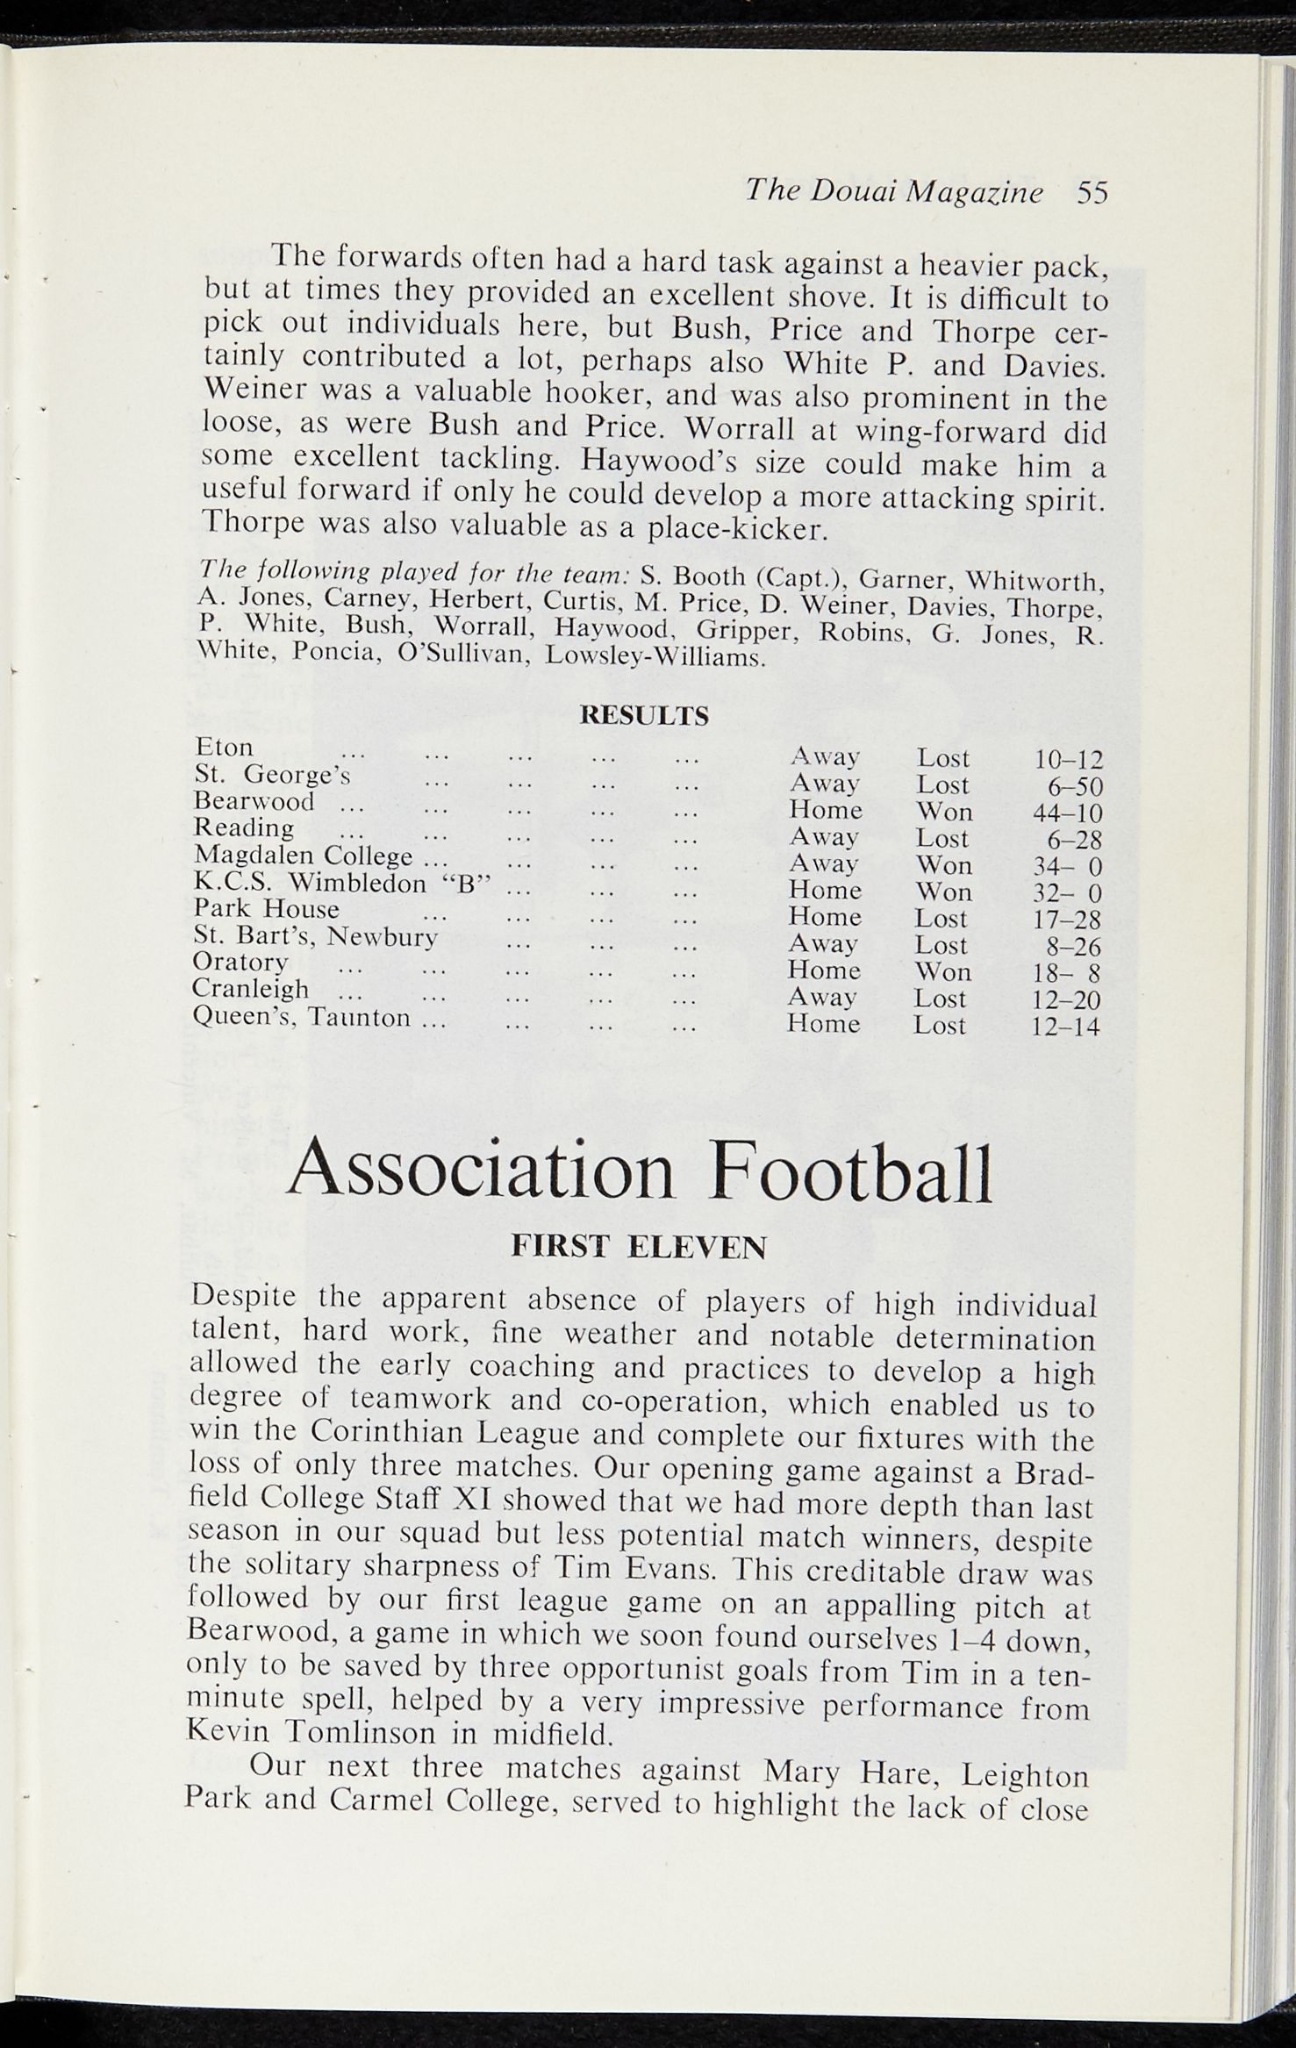 The Douai Magazine 55
The forwards often had a hard task against a heavier pack,
but at times they provided an excellent shove. It is difficult to
pick out individuals here, but Bush, Price and Thorpe cer-
tainly contributed a lot, perhaps also White P. and Davies.
Weiner was a valuable hooker, and was also prominent in the
loose, as were Bush and Price. Worrall at wing-forward did
some excellent tackling. Haywood's size could make him a
useful forward if only he could develop a more attacking spirit.
Thorpe was also valuable as a place-kicker.
The following played for the team: S. Booth (Capt.), Garner, Whitworth,
A. Jones, Carney, Herbert, Curtis, M. Price, D. Weiner, Davies, Thorpe,
P. White, Bush, Worrall, Haywood, Gripper, Robins, G. Jones, R.
White, Poncia, O'Sullivan, Lowsley-Williams.
RESULTS
Eton ... ... ... ... ... Away Lost 10–12
St. George's ... ... ... ... Away Lost 6–50
Bearwood ... ... ... ... ... Home Won 44–10
Reading ... ... ... ... ... Away Lost 6–28
Magdalen College ... ... ... ... Away Won 34– 0
K.C.S. Wimbledon "B" ... ... ... Home Won 32– 0
Park House ... ... ... ... Home Lost 17–28
St. Bart's, Newbury ... ... ... Away Lost 8–26
Oratory ... ... ... ... ... Home Won 18– 8
Cranleigh ... ... ... ... ... Away Lost 12–20
Queen's, Taunton ... ... ... ... Home Lost 12–14
Association Football
FIRST ELEVEN
Despite the apparent absence of players of high individual
talent, hard work, fine weather and notable determination
allowed the early coaching and practices to develop a high
degree of teamwork and co-operation, which enabled us to
win the Corinthian League and complete our fixtures with the
loss of only three matches. Our opening game against a Brad-
field College Staff XI showed that we had more depth than last
season in our squad but less potential match winners, despite
the solitary sharpness of Tim Evans. This creditable draw was
followed by our first league game on an appalling pitch at
Bearwood, a game in which we soon found ourselves 1–4 down,
only to be saved by three opportunist goals from Tim in a ten-
minute spell, helped by a very impressive performance from
Kevin Tomlinson in midfield.
Our next three matches against Mary Hare, Leighton
Park and Carmel College, served to highlight the lack of close